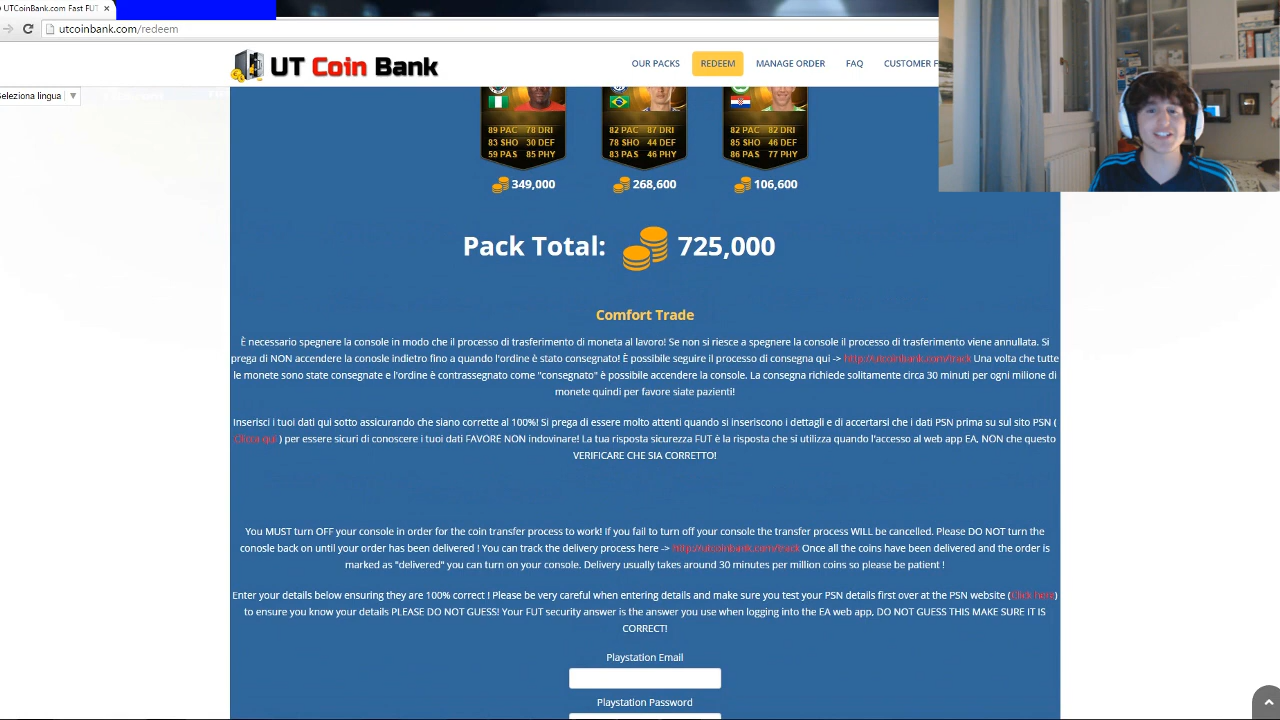 UTCoinBank.com Fast FUT
utcoinbank.com/redeem
UT Coin Bank
OUR PACKS
REDEEM
MANAGE ORDER
FAQ
CUSTOMER F
Seleziona lingua
89 PAC 78 DRI
83 SHO 30 DEF
59 PAS 85 PHY
82 PAC 87 DRI
78 SHO 44 DEF
83 PAS 46 PHY
82 PAC 82 DRI
85 SHO 46 DEF
86 PAS 77 PHY
349,000
268,600
106,600
Pack Total: 725,000
Comfort Trade
È necessario spegnere la console in modo che il processo di trasferimento di moneta al lavoro! Se non si riesce a spegnere la console il processo di trasferimento viene annullata. Si
prega di NON accendere la conosle indietro fino a quando l'ordine è stato consegnato! È possibile seguire il processo di consegna qui -> http://utcoinbank.com/track Una volta che tutte
le monete sono state consegnate e l'ordine è contrassegnato come "consegnato" è possibile accendere la console. La consegna richiede solitamente circa 30 minuti per ogni milione di
monete quindi per favore siate pazienti!
Inserisci i tuoi dati qui sotto assicurando che siano corrette al 100%! Si prega di essere molto attenti quando si inseriscono i dettagli e di accertarsi che i dati PSN prima su sul sito PSN (
Clicca qui ) per essere sicuri di conoscere i tuoi dati FAVORE NON indovinare! La tua risposta sicurezza FUT è la risposta che si utilizza quando l'accesso al web app EA, NON che questo
VERIFICARE CHE SIA CORRETTO!
You MUST turn OFF your console in order for the coin transfer process to work! If you fail to turn off your console the transfer process WILL be cancelled. Please DO NOT turn the
conosle back on until your order has been delivered ! You can track the delivery process here -> http://utcoinbank.com/track Once all the coins have been delivered and the order is
marked as "delivered" you can turn on your console. Delivery usually takes around 30 minutes per million coins so please be patient !
Enter your details below ensuring they are 100% correct ! Please be very careful when entering details and make sure you test your PSN details first over at the PSN website (Click here)
to ensure you know your details PLEASE DO NOT GUESS! Your FUT security answer is the answer you use when logging into the EA web app, DO NOT GUESS THIS MAKE SURE IT IS
CORRECT!
Playstation Email
Playstation Password